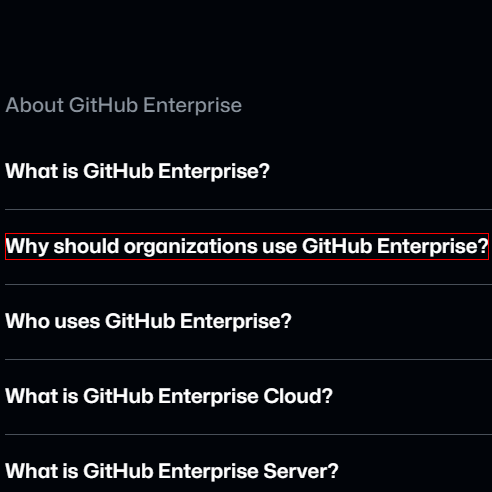 About GitHub Enterprise
What is GitHub Enterprise?
Why should organizations use GitHub Enterprise?
Who uses GitHub Enterprise?
What is GitHub Enterprise Cloud?
What is GitHub Enterprise Server?